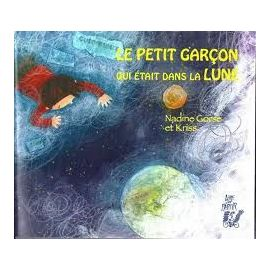 LE PETIT GARÇON
QUI ÉTAIT DANS LA LUNE
Nadine Gorse
et Kriss